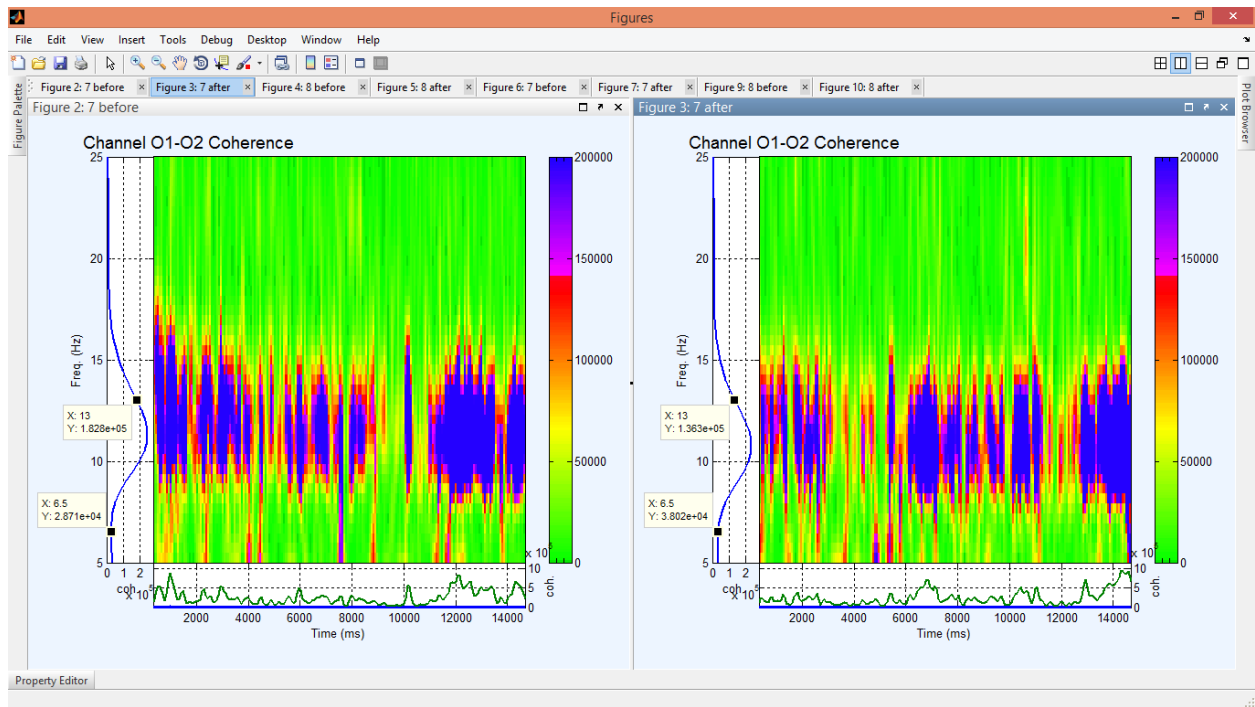 Figures
File Edit View Insert Tools Debug Desktop Window Help
Figure 2: 7 before Figure 3: 7 after Figure 4: 8 before Figure 5: 8 after Figure 6: 7 before Figure 7: 7 after Figure 9: 8 before Figure 10: 8 after
Figure Palette
Plot Browser
Figure 2: 7 before
Channel O1-O2 Coherence
25
20
15
10
5
Freq. (Hz)
X: 13
Y: 1.828e+05
X: 6.5
Y: 2.871e+04
0 1 2
coh.
x 10^5
200000
150000
100000
50000
0
x 10^5
10
5
0
coh.
2000 4000 6000 8000 10000 12000 14000
Time (ms)
Figure 3: 7 after
Channel O1-O2 Coherence
25
20
15
10
5
Freq. (Hz)
X: 13
Y: 1.363e+05
X: 6.5
Y: 3.802e+04
0 1 2
coh.
x 10^5
200000
150000
100000
50000
0
x 10^5
10
5
0
coh.
2000 4000 6000 8000 10000 12000 14000
Time (ms)
Property Editor